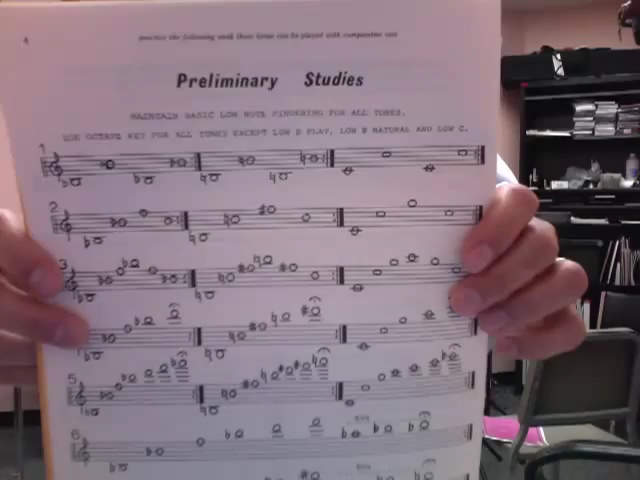 4
practice the following until these tones can be played with comparative ease
Preliminary Studies
MAINTAIN BASIC LOW NOTE FINGERING FOR ALL TONES.
USE OCTAVE KEY FOR ALL TONES EXCEPT LOW B FLAT, LOW B NATURAL AND LOW C.
1
2
3
5
6
8va
8va